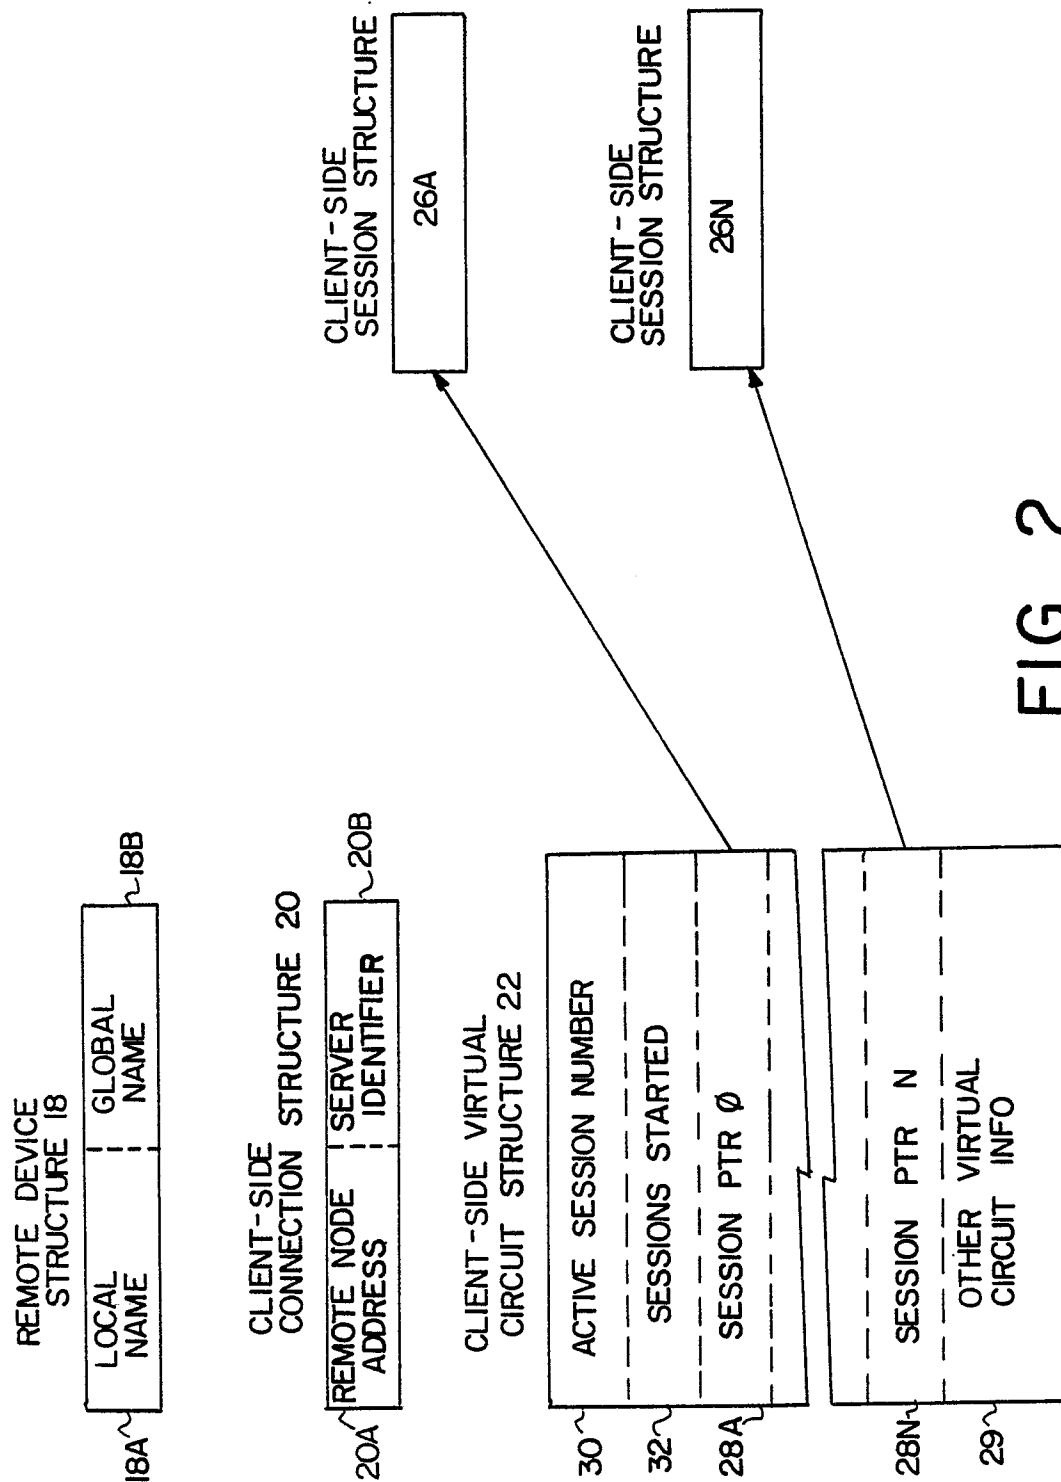 REMOTE DEVICE
STRUCTURE 18
18A
LOCAL
NAME
GLOBAL
NAME
18B
CLIENT-SIDE
CONNECTION STRUCTURE 20
20A
REMOTE NODE
ADDRESS
SERVER
IDENTIFIER
20B
CLIENT-SIDE VIRTUAL
CIRCUIT STRUCTURE 22
30
ACTIVE SESSION NUMBER
32
SESSIONS STARTED
28A
SESSION PTR Ø
28N
SESSION PTR N
29
OTHER VIRTUAL
CIRCUIT INFO
CLIENT-SIDE
SESSION STRUCTURE
26A
CLIENT-SIDE
SESSION STRUCTURE
26N
FIG 2